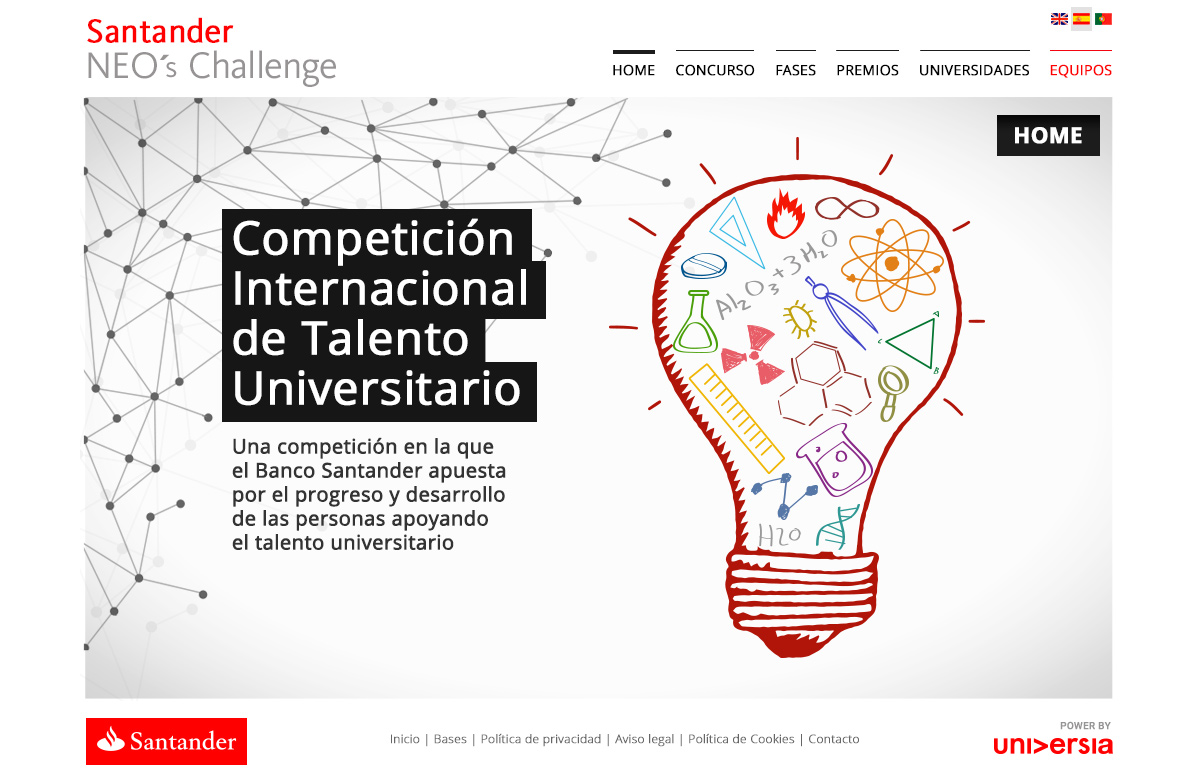 Santander
NEO´s Challenge
HOME CONCURSO FASES PREMIOS UNIVERSIDADES EQUIPOS
HOME
Competición
Internacional
de Talento
Universitario
Una competición en la que
el Banco Santander apuesta
por el progreso y desarrollo
de las personas apoyando
el talento universitario
Al2O3+3H2O
A
C
B
H2O
Santander
Inicio | Bases | Política de privacidad | Aviso legal | Política de Cookies | Contacto
POWER BY
universia